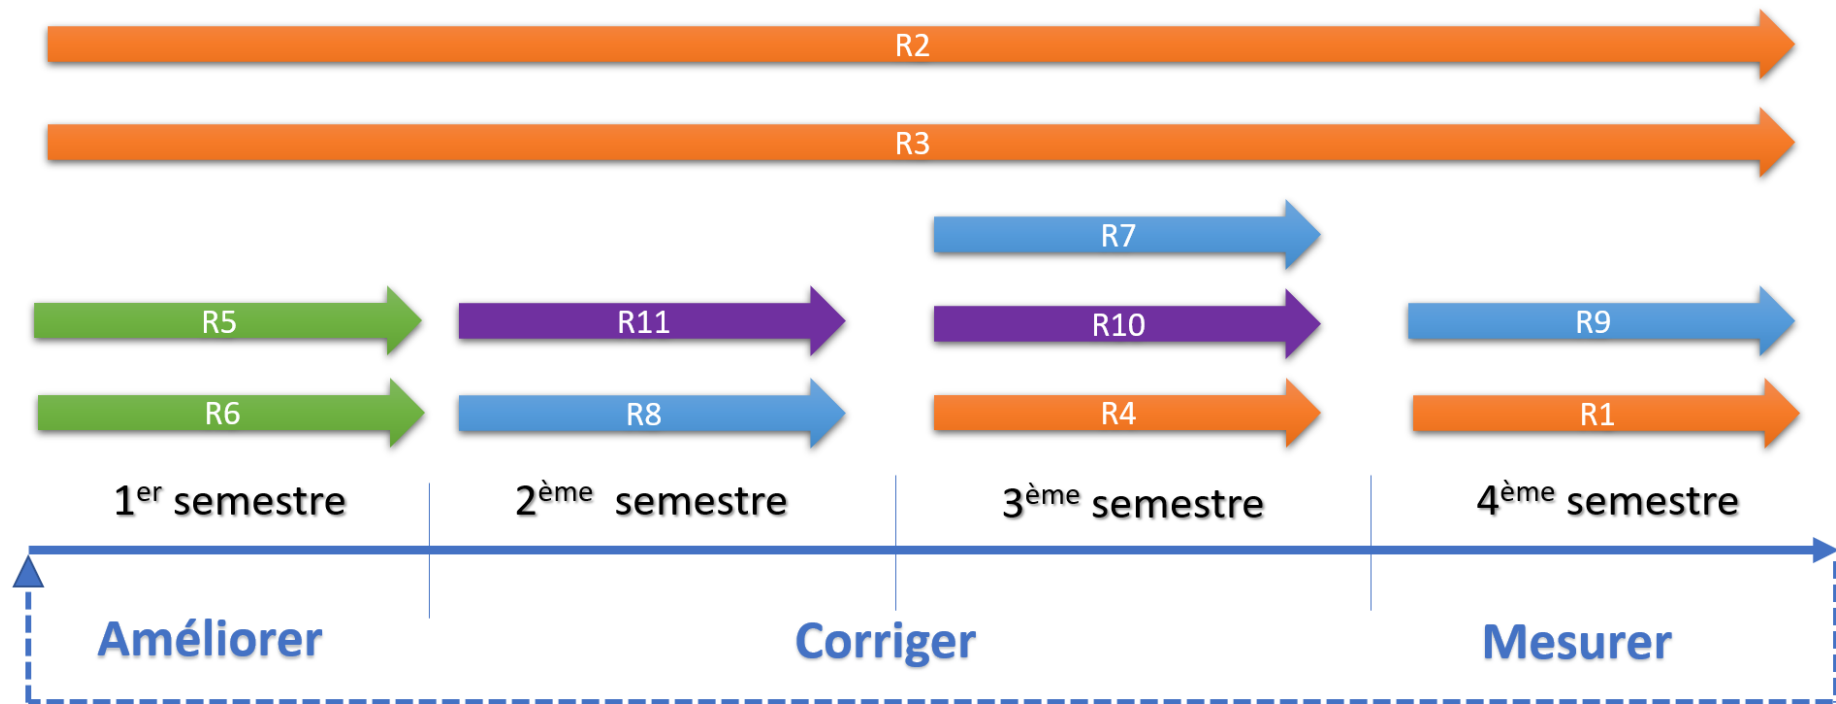 R2
R3
R7
R5
R11
R10
R9
R6
R8
R4
R1
1er semestre
2ème semestre
3ème semestre
4ème semestre
Améliorer
Corriger
Mesurer